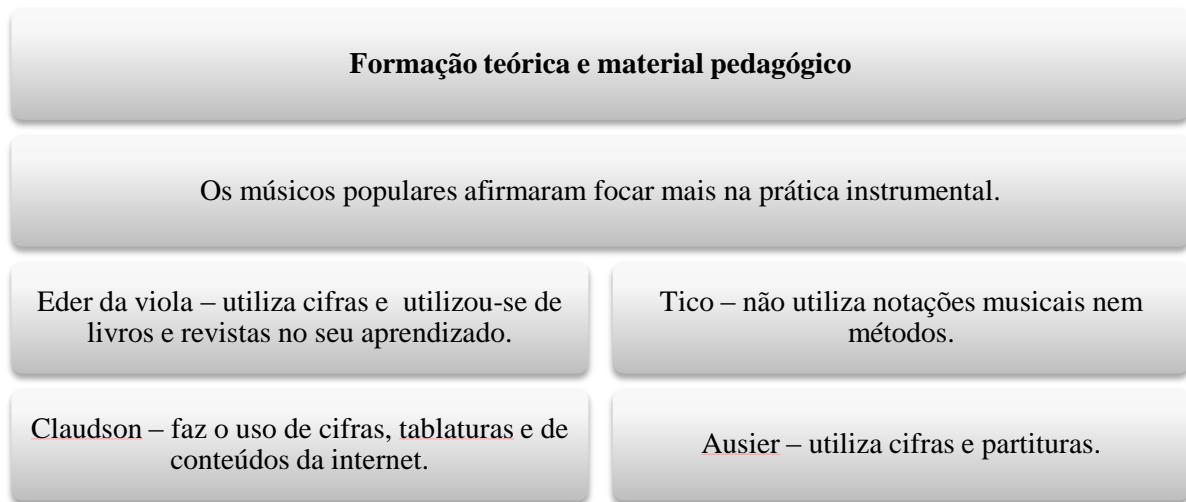 Formação teórica e material pedagógico
Os músicos populares afirmaram focar mais na prática instrumental.
Eder da viola – utiliza cifras e utilizou-se de
livros e revistas no seu aprendizado.
Tico – não utiliza notações musicais nem
métodos.
Claudson – faz o uso de cifras, tablaturas e de
conteúdos da internet.
Ausier – utiliza cifras e partituras.